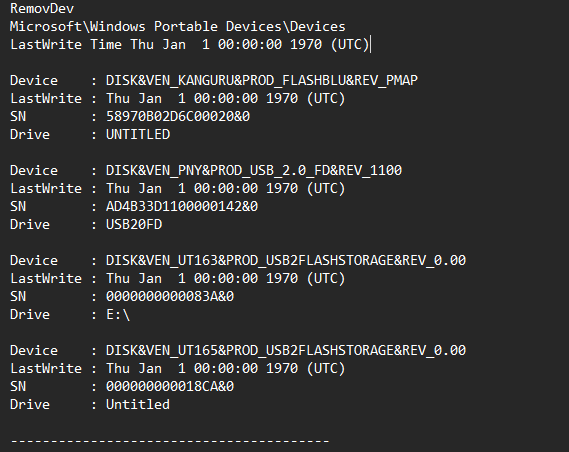 RemovDev
Microsoft\Windows Portable Devices\Devices
LastWrite Time Thu Jan  1 00:00:00 1970 (UTC)
Device    : DISK&VEN_KANGURU&PROD_FLASHBLU&REV_PMAP
LastWrite : Thu Jan  1 00:00:00 1970 (UTC)
SN        : 58970B02D6C00020&0
Drive     : UNTITLED
Device    : DISK&VEN_PNY&PROD_USB_2.0_FD&REV_1100
LastWrite : Thu Jan  1 00:00:00 1970 (UTC)
SN        : AD4B33D1100000142&0
Drive     : USB20FD
Device    : DISK&VEN_UT163&PROD_USB2FLASHSTORAGE&REV_0.00
LastWrite : Thu Jan  1 00:00:00 1970 (UTC)
SN        : 0000000000083A&0
Drive     : E:\
Device    : DISK&VEN_UT165&PROD_USB2FLASHSTORAGE&REV_0.00
LastWrite : Thu Jan  1 00:00:00 1970 (UTC)
SN        : 000000000018CA&0
Drive     : Untitled
----------------------------------------